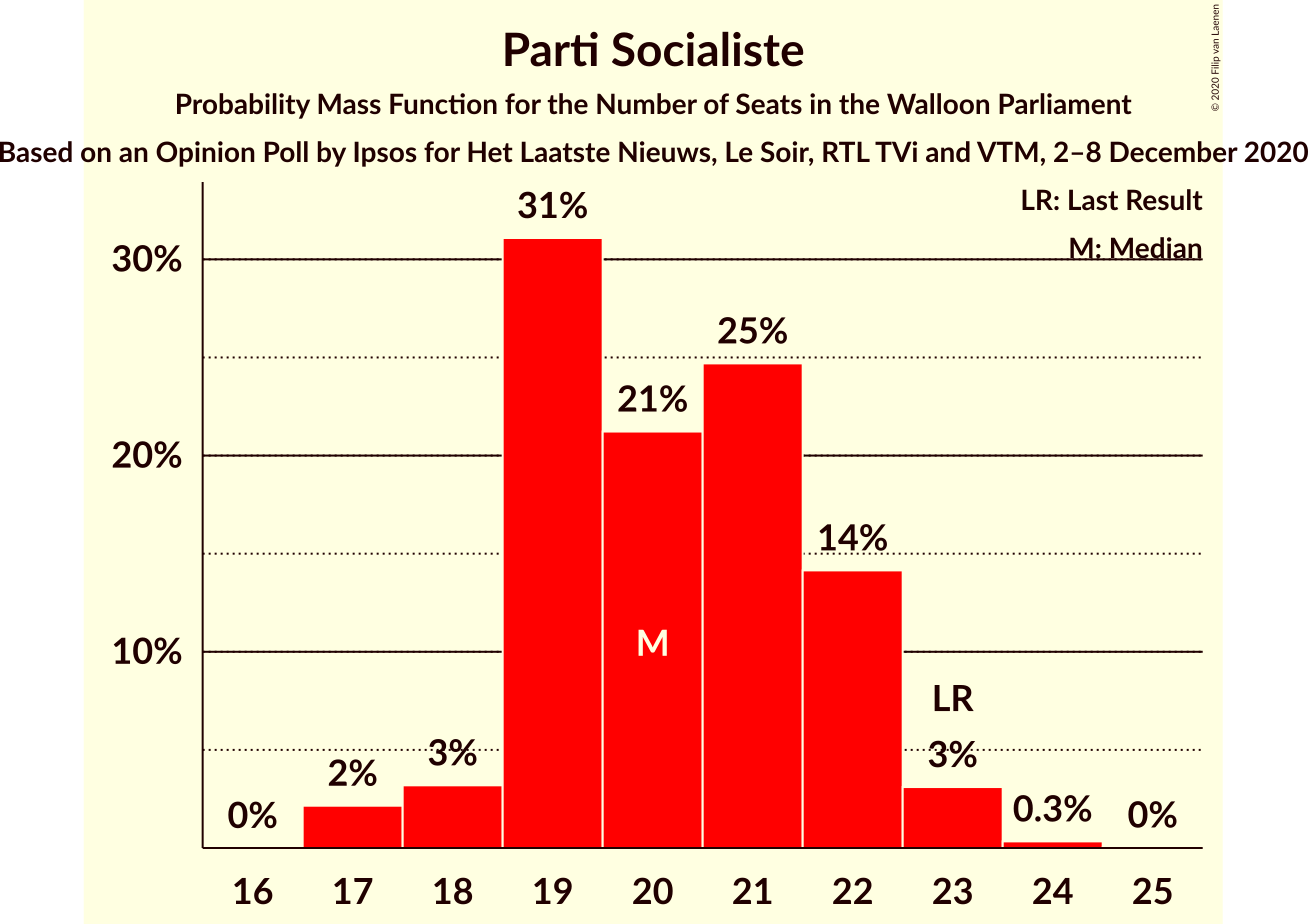 Parti Socialiste
Probability Mass Function for the Number of Seats in the Walloon Parliament
Based on an Opinion Poll by Ipsos for Het Laatste Nieuws, Le Soir, RTL TVi and VTM, 2–8 December 2020
© 2020 Filip van Laenen
LR: Last Result
M: Median
30%
20%
10%
0%
2%
3%
31%
21%
25%
14%
3%
0.3%
0%
M
LR
16 17 18 19 20 21 22 23 24 25